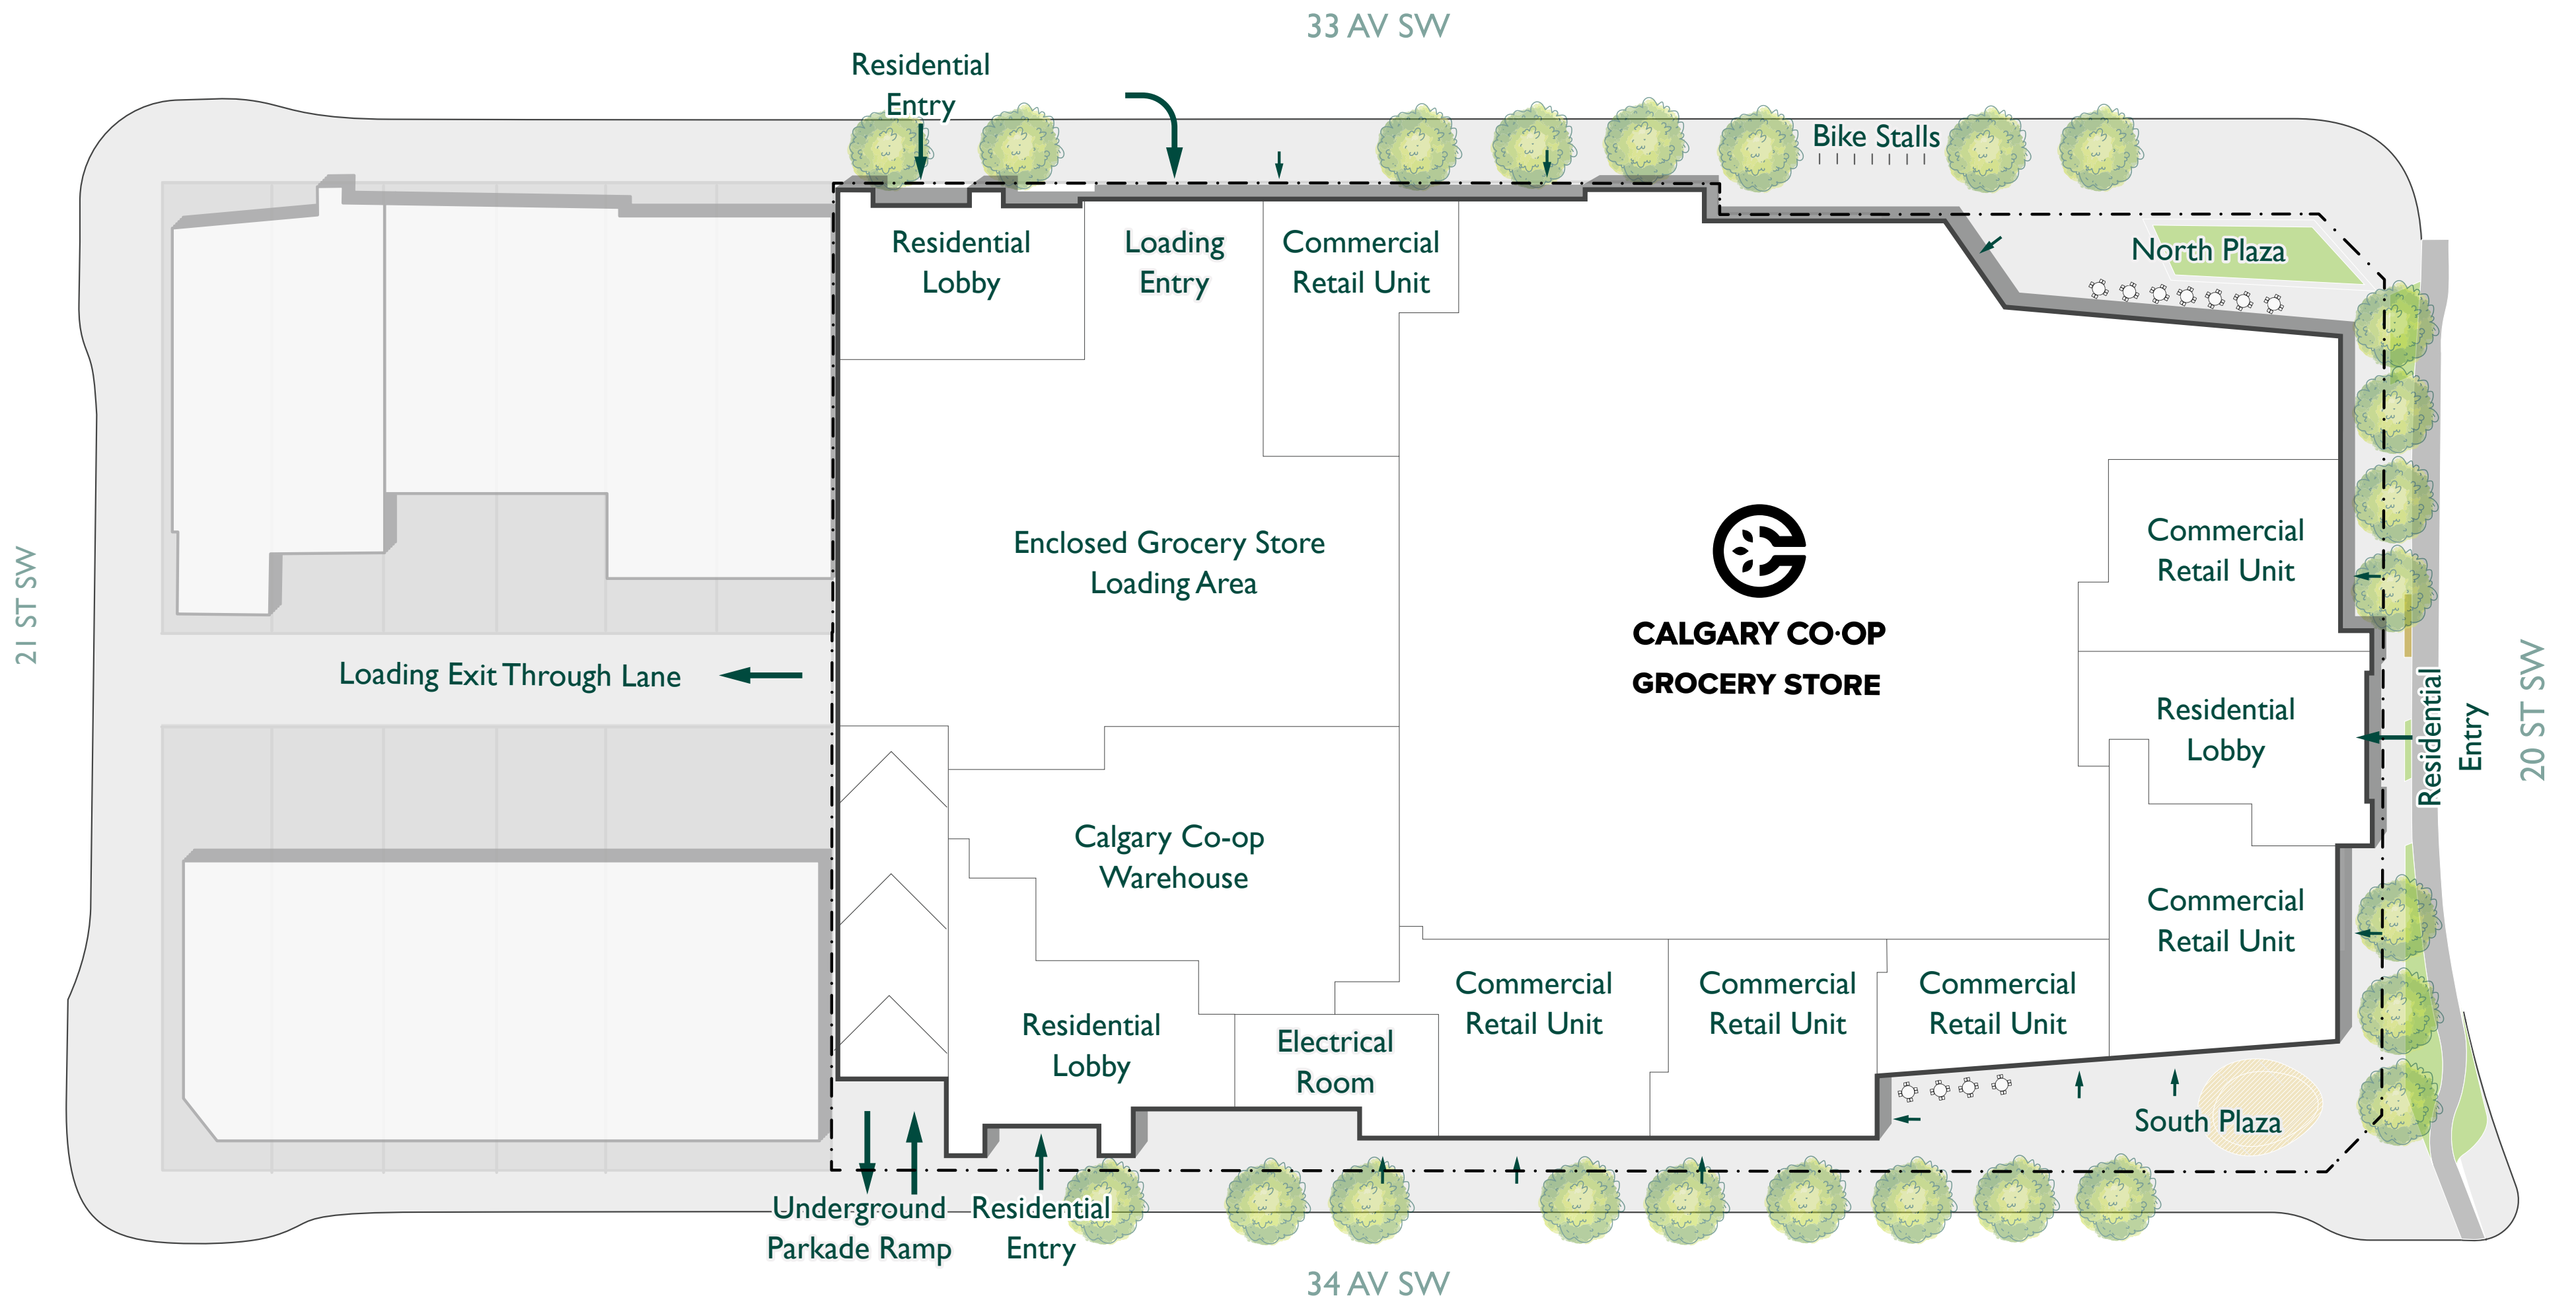 33 AV SW
Residential
Entry
Bike Stalls
Residential
Lobby
Loading
Entry
Commercial
Retail Unit
North Plaza
Enclosed Grocery Store
Loading Area
Commercial
Retail Unit
CALGARY CO·OP
GROCERY STORE
21 ST SW
Loading Exit Through Lane
Residential
Lobby
Residential
Entry
20 ST SW
Calgary Co-op
Warehouse
Commercial
Retail Unit
Residential
Lobby
Electrical
Room
Commercial
Retail Unit
Commercial
Retail Unit
Commercial
Retail Unit
South Plaza
Underground
Parkade Ramp
Residential
Entry
34 AV SW